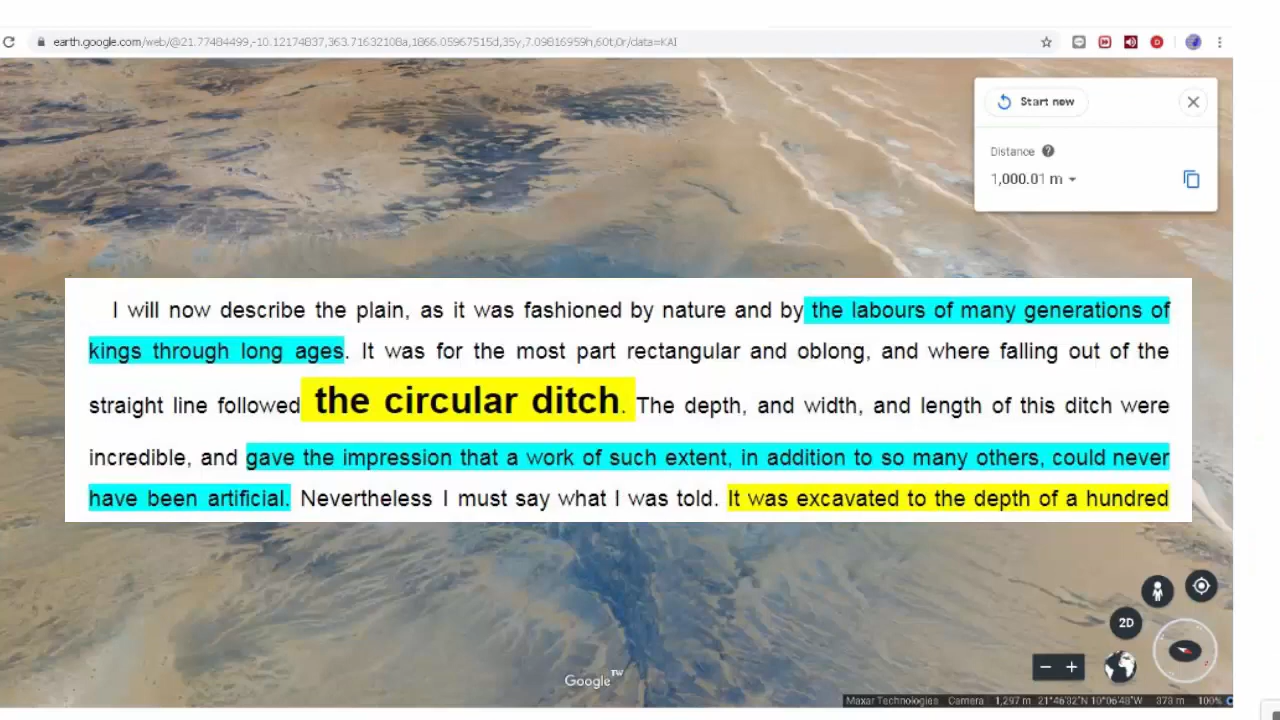 earth.google.com/web/@21.77484499,-10.12174837,363.71632108a,1866.05967515d,35y,7.09816959h,60t,0r/data=KAI
Start new
Distance
1,000.01 m
I will now describe the plain, as it was fashioned by nature and by the labours of many generations of
kings through long ages. It was for the most part rectangular and oblong, and where falling out of the
straight line followed the circular ditch. The depth, and width, and length of this ditch were
incredible, and gave the impression that a work of such extent, in addition to so many others, could never
have been artificial. Nevertheless I must say what I was told. It was excavated to the depth of a hundred
2D
Google™
Maxar Technologies Camera 1,297 m 21°46'32"N 10°06'48"W 378 m 100%